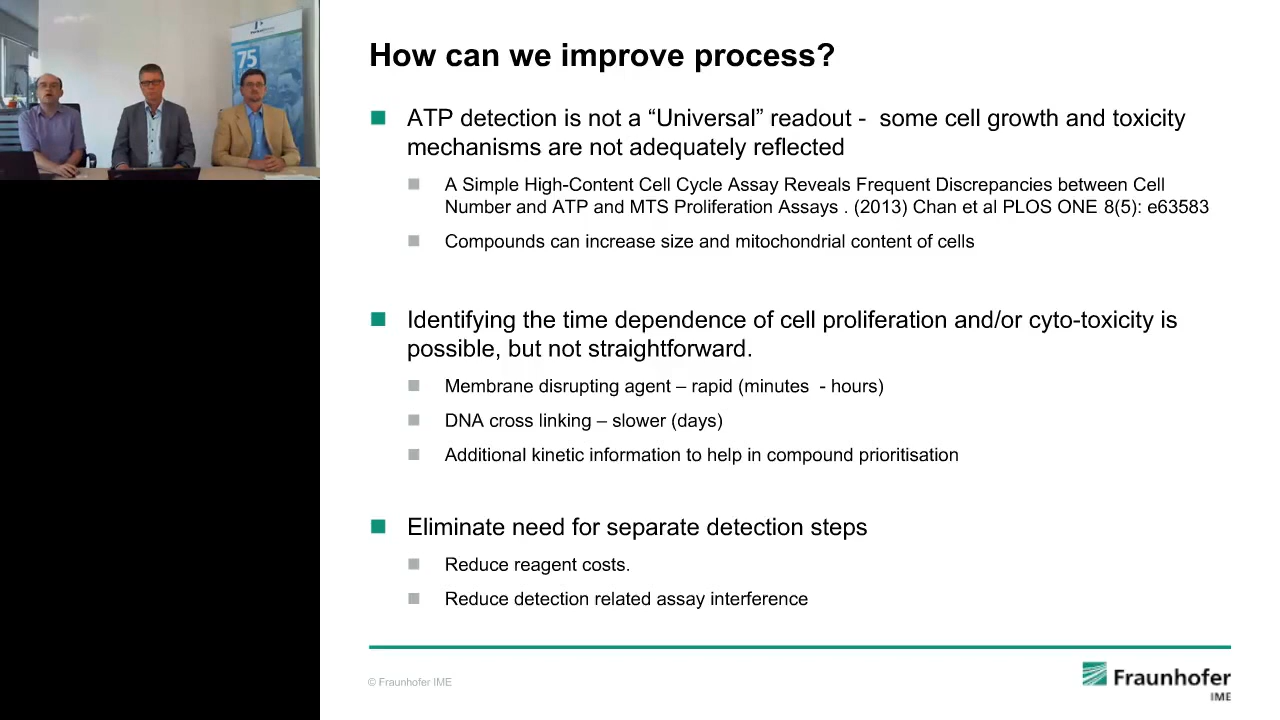 75
How can we improve process?
ATP detection is not a “Universal” readout - some cell growth and toxicity
mechanisms are not adequately reflected
A Simple High-Content Cell Cycle Assay Reveals Frequent Discrepancies between Cell
Number and ATP and MTS Proliferation Assays . (2013) Chan et al PLOS ONE 8(5): e63583
Compounds can increase size and mitochondrial content of cells
Identifying the time dependence of cell proliferation and/or cyto-toxicity is
possible, but not straightforward.
Membrane disrupting agent – rapid (minutes - hours)
DNA cross linking – slower (days)
Additional kinetic information to help in compound prioritisation
Eliminate need for separate detection steps
Reduce reagent costs.
Reduce detection related assay interference
© Fraunhofer IME
Fraunhofer
IME